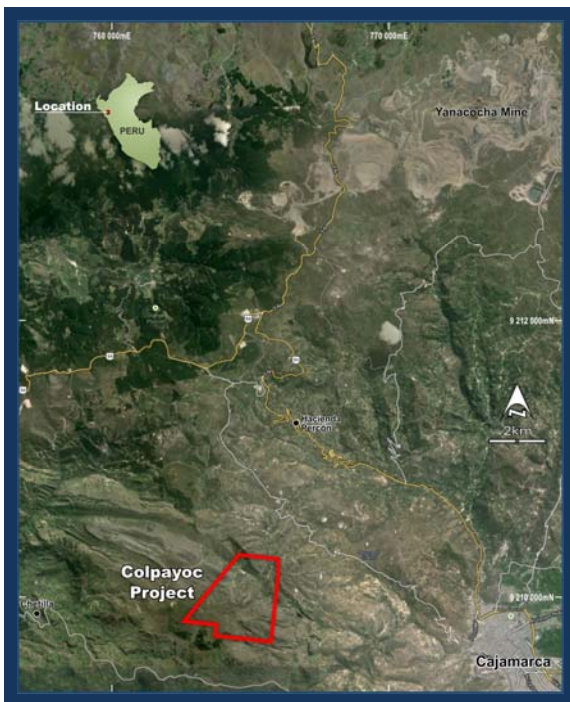 760 000mE
770 000mE
Location
PERU
Yanacocha Mine
9 212 000mN
N
2km
Hacienda
Percón
Colpayoc
Project
Chetilla
9 210 000mN
Cajamarca